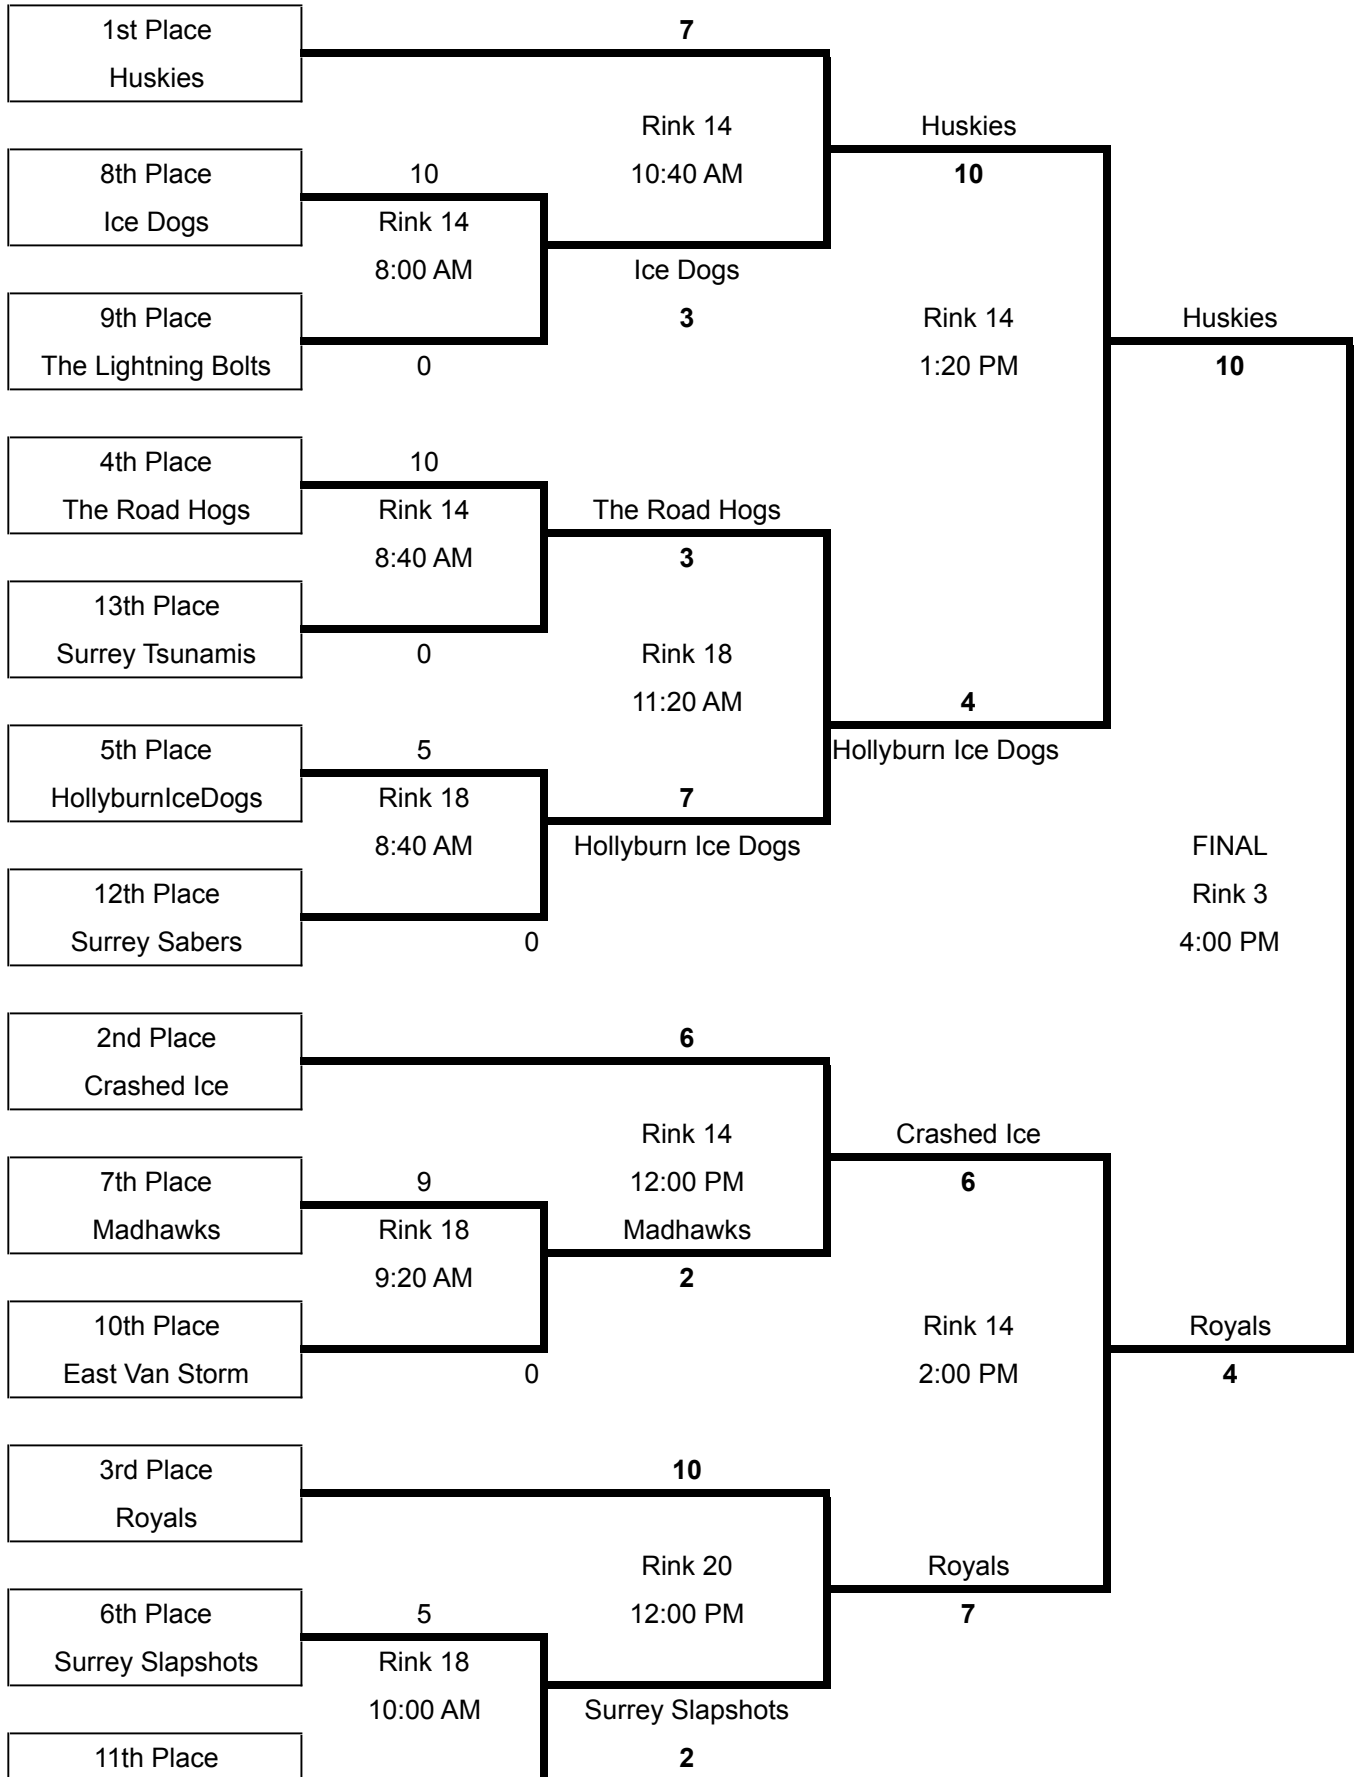 1st Place
7
Huskies
Rink 14
Huskies
8th Place
10
10:40 AM
10
Ice Dogs
Rink 14
8:00 AM
Ice Dogs
9th Place
3
Rink 14
Huskies
The Lightning Bolts
0
1:20 PM
10
4th Place
10
The Road Hogs
Rink 14
The Road Hogs
8:40 AM
3
13th Place
Surrey Tsunamis
0
Rink 18
11:20 AM
4
5th Place
5
Hollyburn Ice Dogs
HollyburnIceDogs
Rink 18
7
8:40 AM
Hollyburn Ice Dogs
FINAL
12th Place
Rink 3
Surrey Sabers
0
4:00 PM
2nd Place
6
Crashed Ice
Rink 14
Crashed Ice
7th Place
9
12:00 PM
6
Madhawks
Rink 18
Madhawks
9:20 AM
2
10th Place
Rink 14
Royals
East Van Storm
0
2:00 PM
4
3rd Place
10
Royals
Rink 20
Royals
6th Place
5
12:00 PM
7
Surrey Slapshots
Rink 18
10:00 AM
Surrey Slapshots
11th Place
2